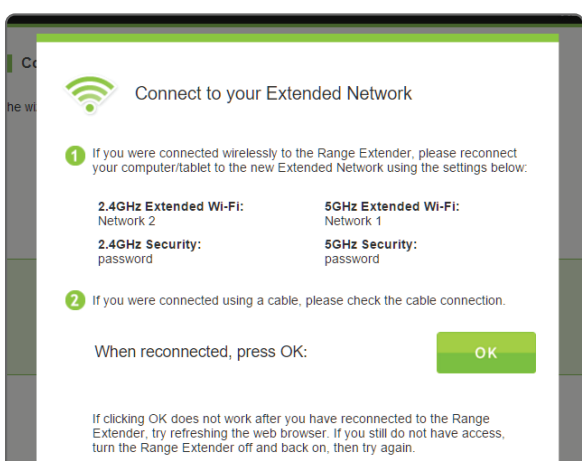 Co
he wi
Connect to your Extended Network
1 If you were connected wirelessly to the Range Extender, please reconnect
your computer/tablet to the new Extended Network using the settings below:
2.4GHz Extended Wi-Fi: 5GHz Extended Wi-Fi:
Network 2 Network 1
2.4GHz Security: 5GHz Security:
password password
2 If you were connected using a cable, please check the cable connection.
When reconnected, press OK: OK
If clicking OK does not work after you have reconnected to the Range
Extender, try refreshing the web browser. If you still do not have access,
turn the Range Extender off and back on, then try again.